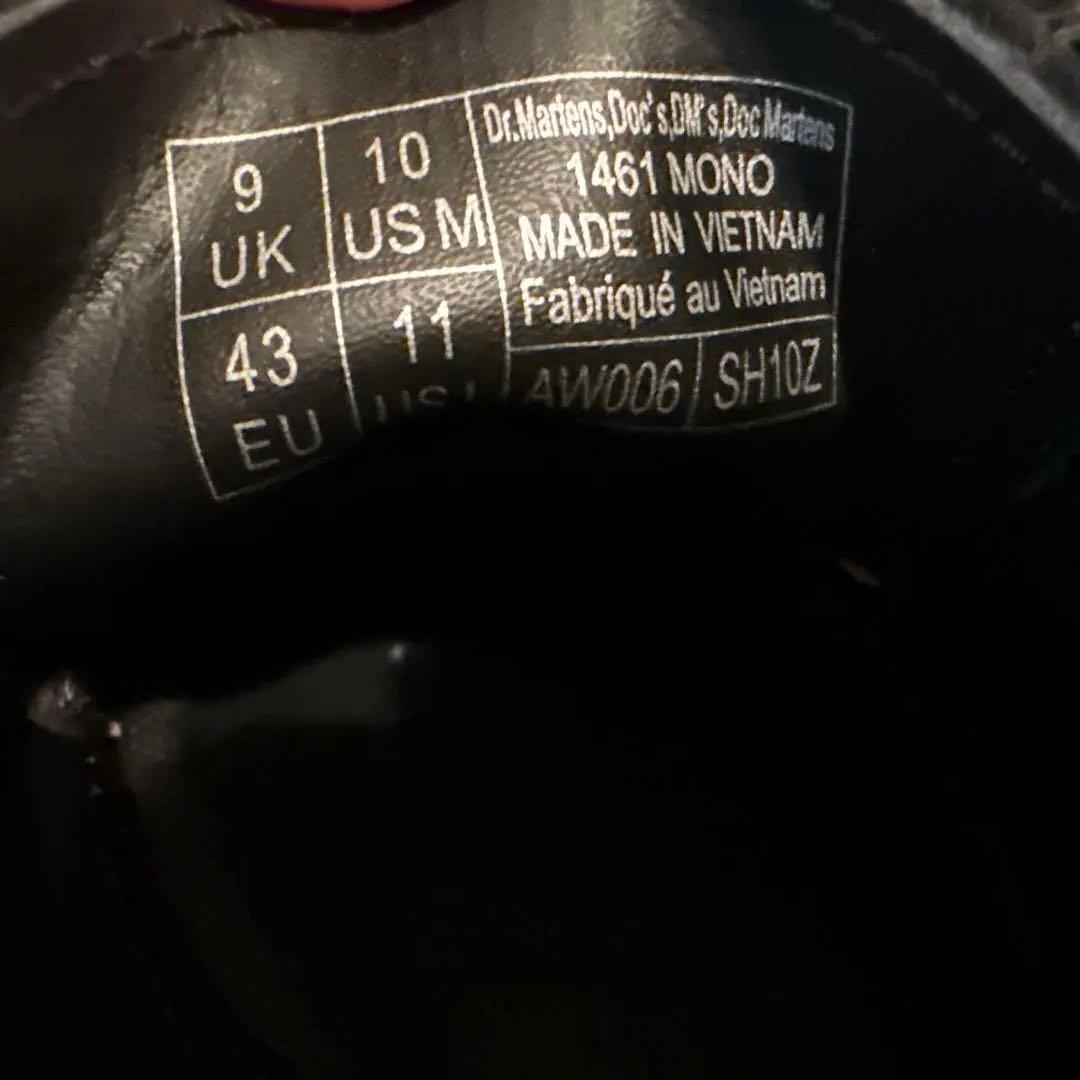 9
UK
10
US M
43
EU
11
US L
Dr.Martens,Doc's,DM's,Doc Martens
1461 MONO
MADE IN VIETNAM
Fabriqué au Vietnam
AW006
SH10Z